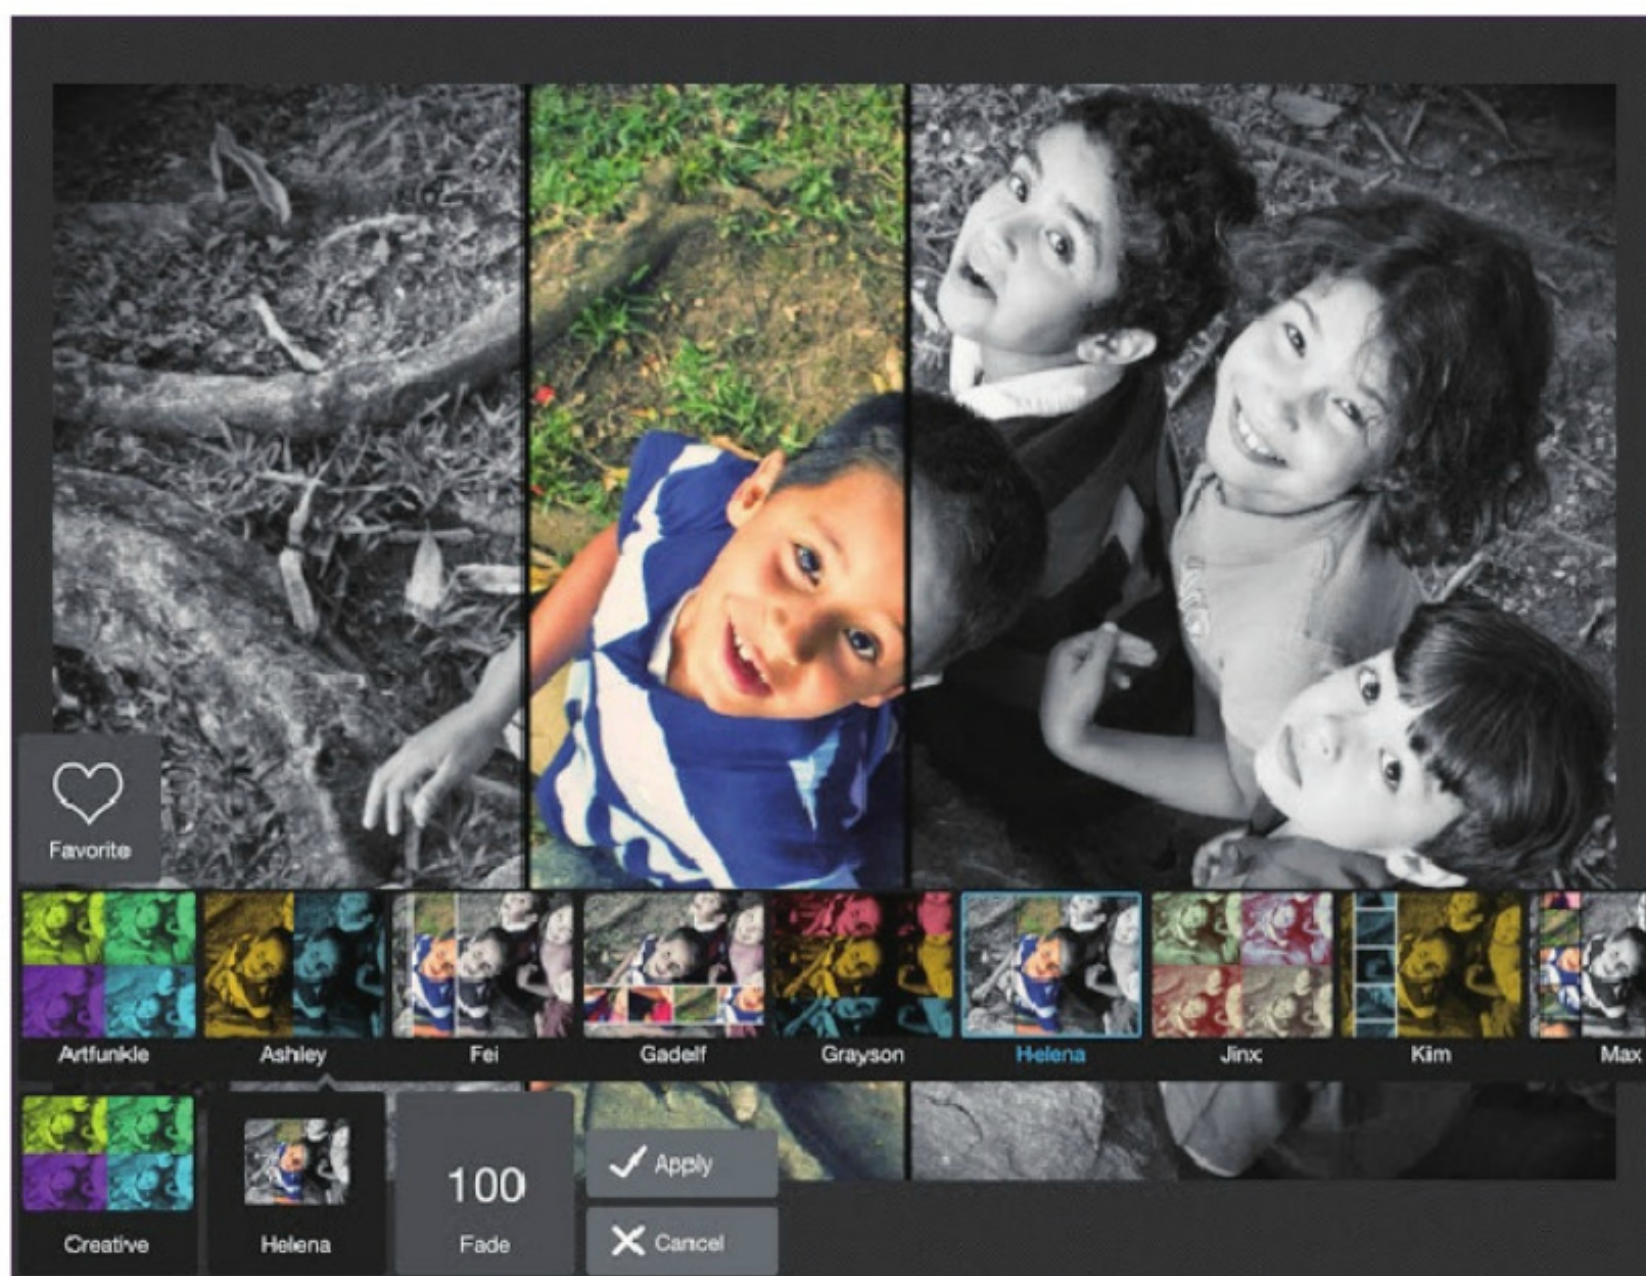 Favorite
Artfunkle
Ashley
Fei
Gadelf
Grayson
Helena
Jinx
Kim
Max
Creative
Helena
100
Fade
Apply
Cancel